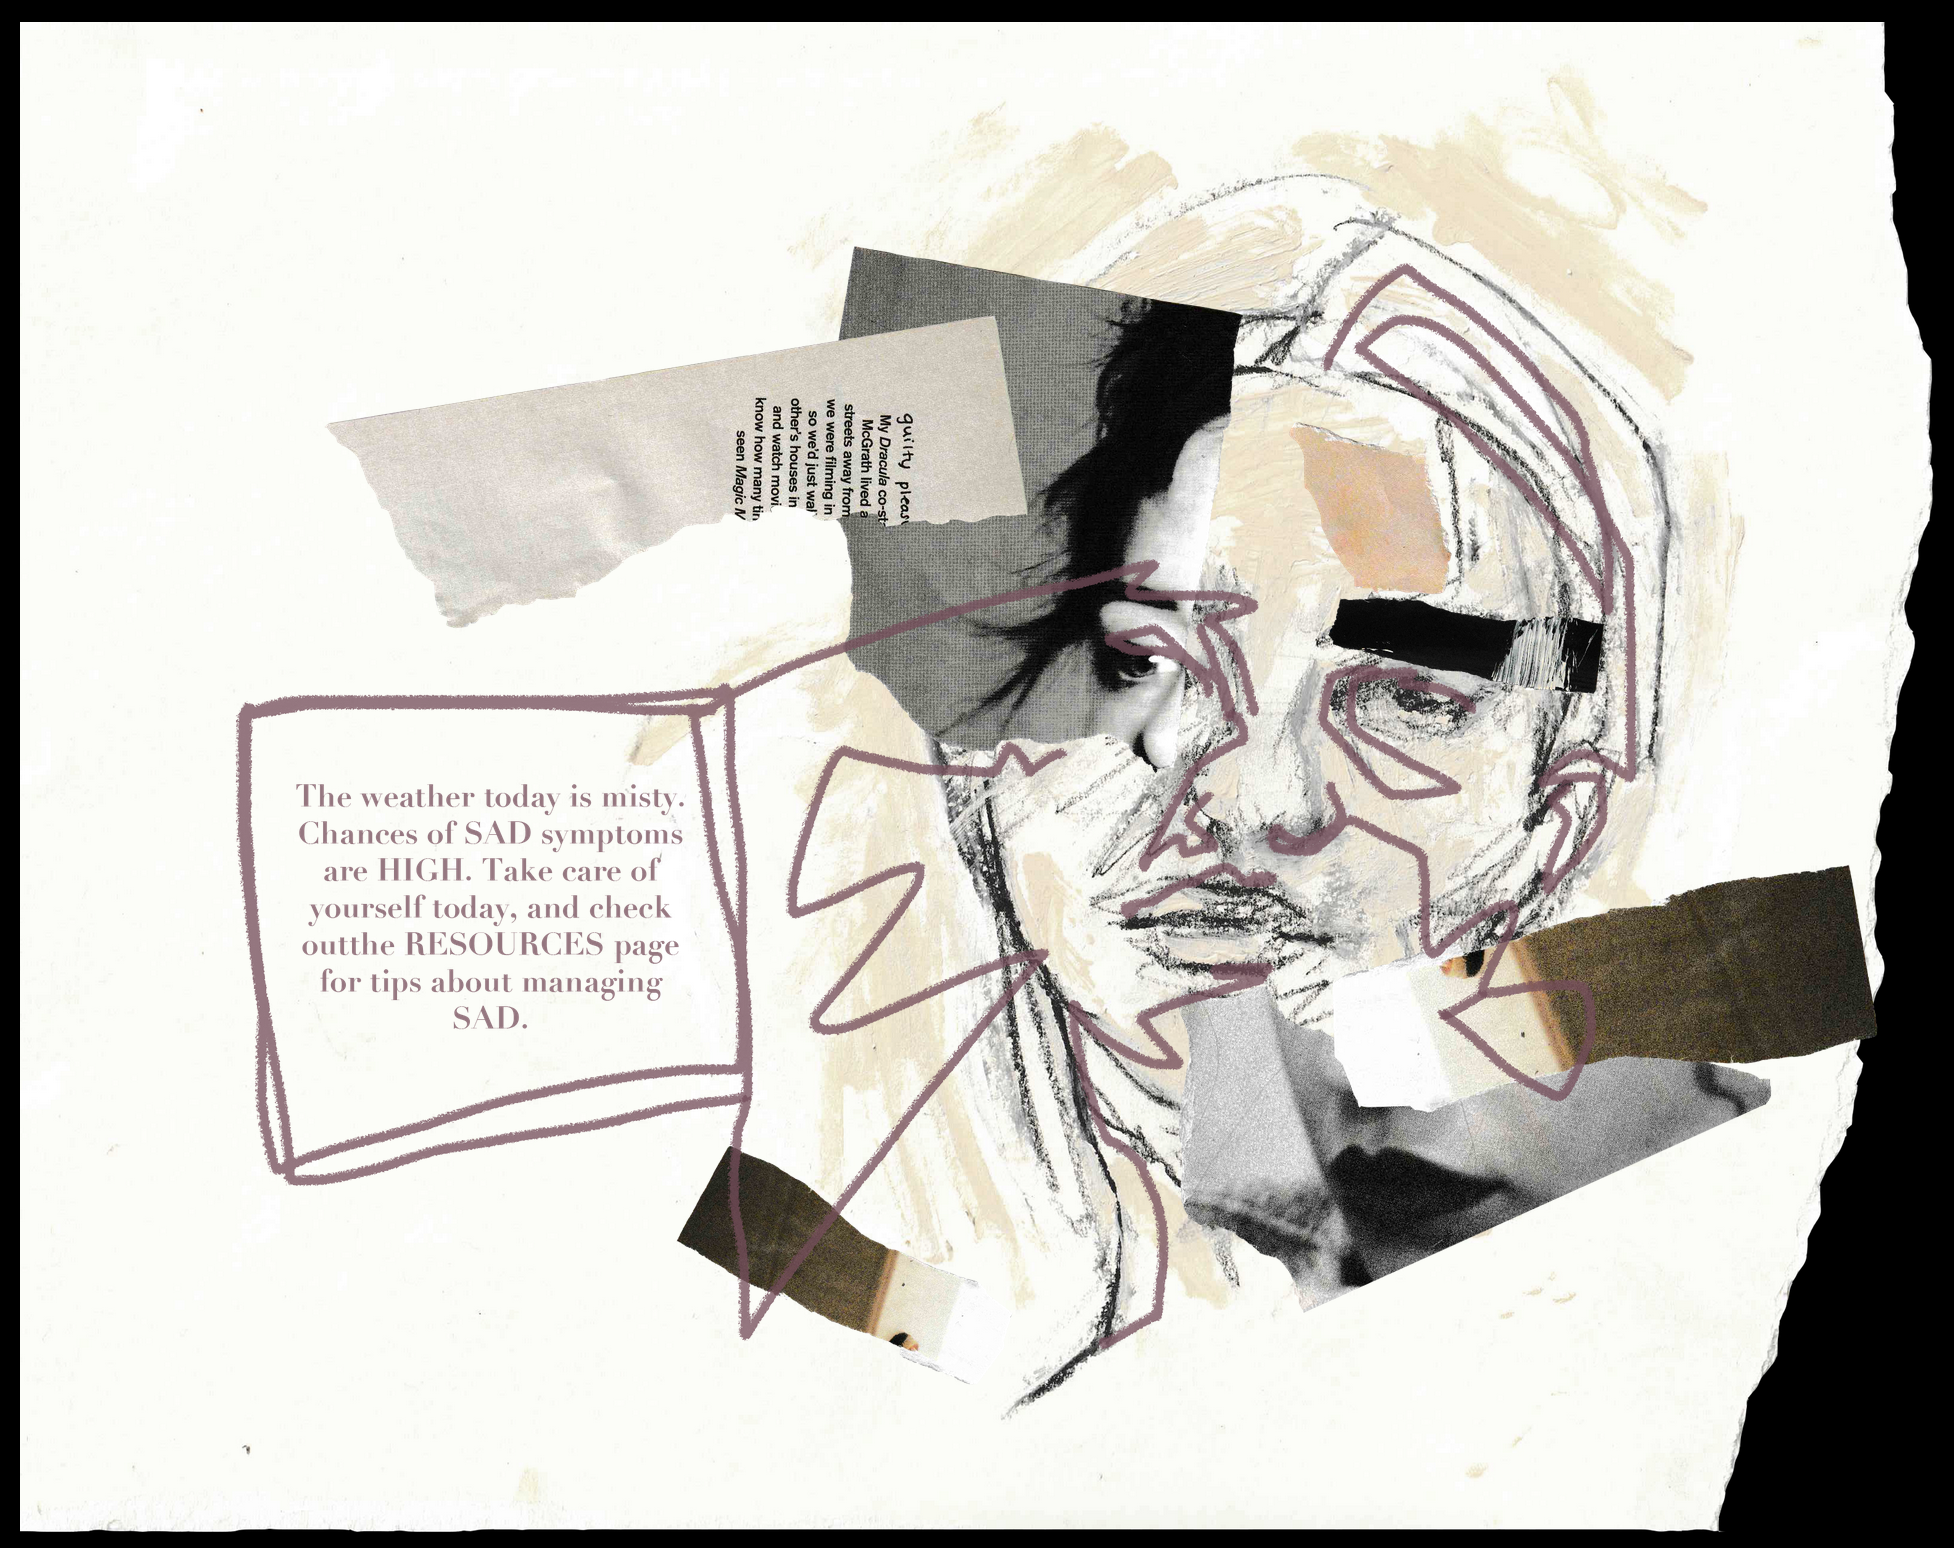 The weather today is misty.
Chances of SAD symptoms
are HIGH. Take care of
yourself today, and check
outthe RESOURCES page
for tips about managing
SAD.
guilty
My Dracula
McGrath lived a
streets away from
we were filming in
so we'd just
other's houses in
and watch
know how many
seen Magic